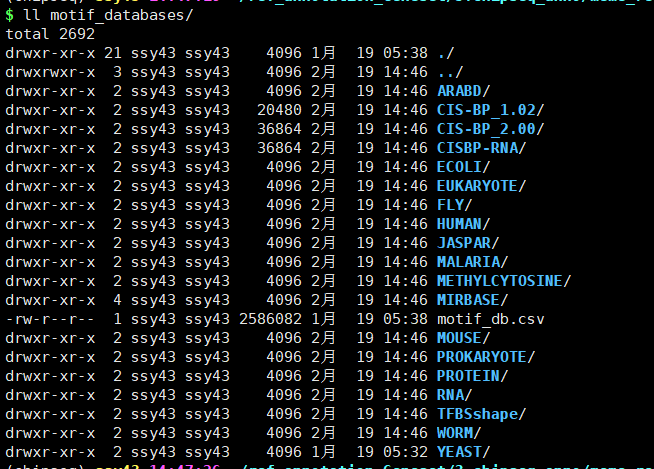 $ ll motif_databases/
total 2692
drwxr-xr-x 21 ssy43 ssy43 4096 1月 19 05:38 ./
drwxrwxr-x 3 ssy43 ssy43 4096 2月 19 14:46 ../
drwxr-xr-x 2 ssy43 ssy43 4096 2月 19 14:46 ARABD/
drwxr-xr-x 2 ssy43 ssy43 20480 2月 19 14:46 CIS-BP_1.02/
drwxr-xr-x 2 ssy43 ssy43 36864 2月 19 14:46 CIS-BP_2.00/
drwxr-xr-x 2 ssy43 ssy43 36864 2月 19 14:46 CISBP-RNA/
drwxr-xr-x 2 ssy43 ssy43 4096 2月 19 14:46 ECOLI/
drwxr-xr-x 2 ssy43 ssy43 4096 2月 19 14:46 EUKARYOTE/
drwxr-xr-x 2 ssy43 ssy43 4096 2月 19 14:46 FLY/
drwxr-xr-x 2 ssy43 ssy43 4096 2月 19 14:46 HUMAN/
drwxr-xr-x 2 ssy43 ssy43 4096 2月 19 14:46 JASPAR/
drwxr-xr-x 2 ssy43 ssy43 4096 2月 19 14:46 MALARIA/
drwxr-xr-x 2 ssy43 ssy43 4096 2月 19 14:46 METHYLCYTOSINE/
drwxr-xr-x 4 ssy43 ssy43 4096 2月 19 14:46 MIRBASE/
-rw-r--r-- 1 ssy43 ssy43 2586082 1月 19 05:38 motif_db.csv
drwxr-xr-x 2 ssy43 ssy43 4096 2月 19 14:46 MOUSE/
drwxr-xr-x 2 ssy43 ssy43 4096 2月 19 14:46 PROKARYOTE/
drwxr-xr-x 2 ssy43 ssy43 4096 2月 19 14:46 PROTEIN/
drwxr-xr-x 2 ssy43 ssy43 4096 2月 19 14:46 RNA/
drwxr-xr-x 2 ssy43 ssy43 4096 2月 19 14:46 TFBSshape/
drwxr-xr-x 2 ssy43 ssy43 4096 2月 19 14:46 WORM/
drwxr-xr-x 2 ssy43 ssy43 4096 1月 19 05:32 YEAST/